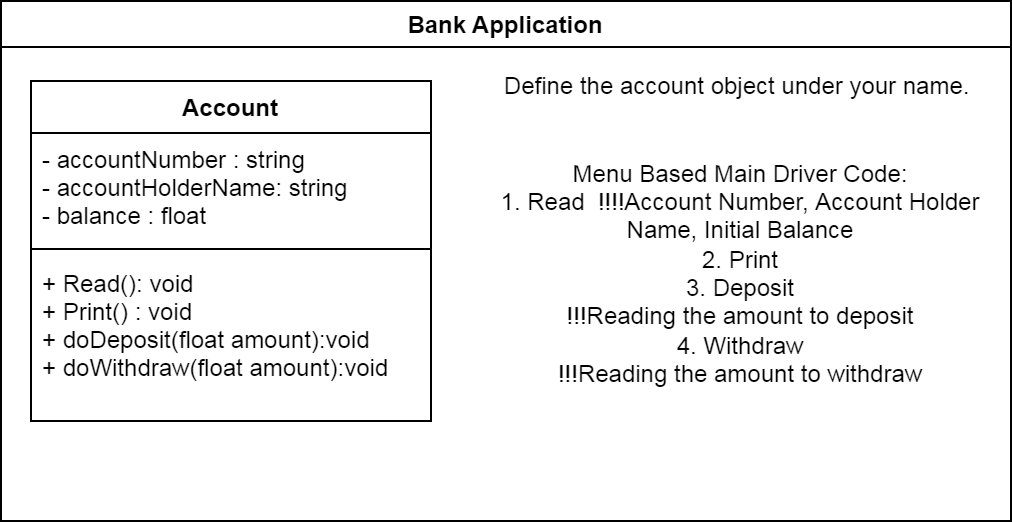 Bank Application
Account
- accountNumber : string
- accountHolderName: string
- balance : float
+ Read(): void
+ Print() : void
+ doDeposit(float amount):void
+ doWithdraw(float amount):void
Define the account object under your name.
Menu Based Main Driver Code:
1. Read  !!!!Account Number, Account Holder
Name, Initial Balance
2. Print
3. Deposit
!!!Reading the amount to deposit
4. Withdraw
!!!Reading the amount to withdraw